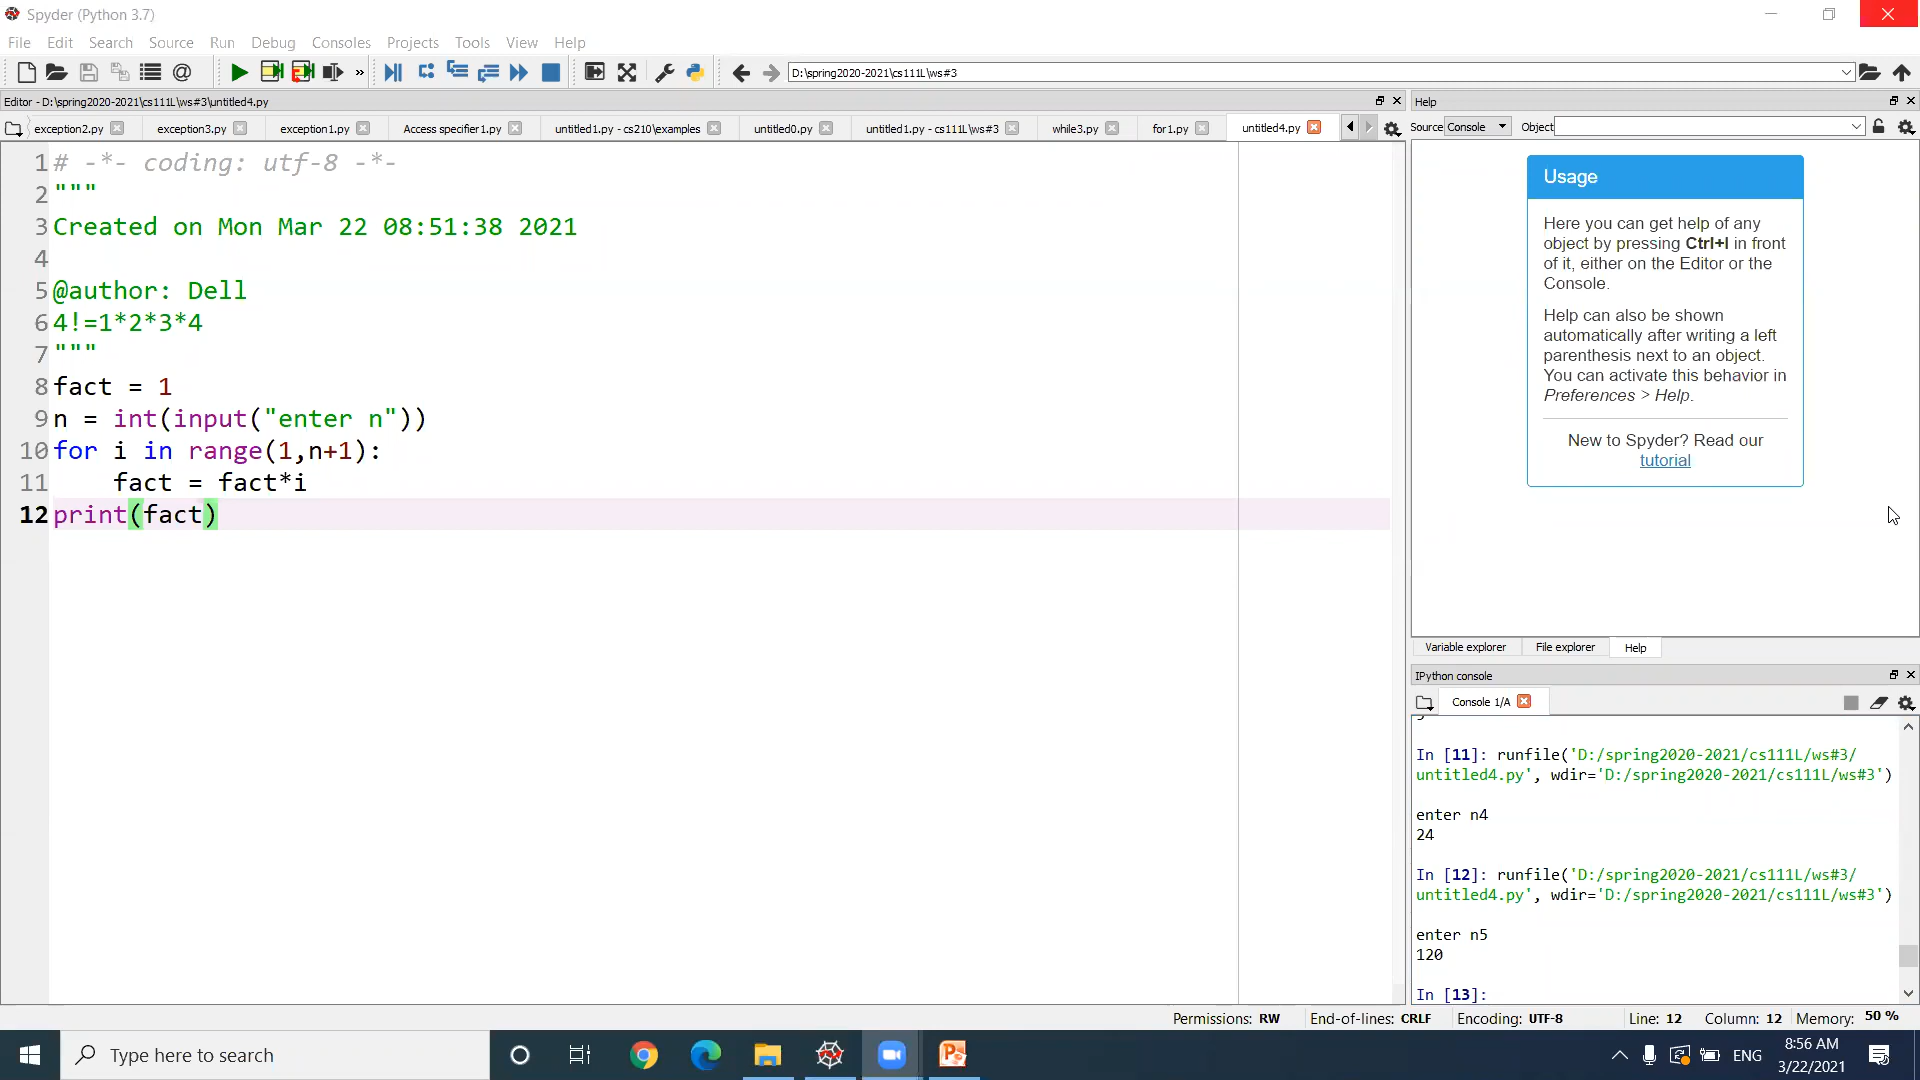 Spyder (Python 3.7)
File Edit Search Source Run Debug Consoles Projects Tools View Help
D:\spring2020-2021\cs111L\ws#3
Editor - D:\spring2020-2021\cs111L\ws#3\untitled4.py
exception2.py exception3.py exception1.py Access specifier1.py untitled1.py - cs210\examples untitled0.py untitled1.py - cs111L\ws#3 while3.py for1.py untitled4.py
1 # -*- coding: utf-8 -*-
2 """
3 Created on Mon Mar 22 08:51:38 2021
4
5 @author: Dell
6 4!=1*2*3*4
7 """
8 fact = 1
9 n = int(input("enter n"))
10 for i in range(1,n+1):
11 fact = fact*i
12 print(fact)
Help
Source Console Object
Usage
Here you can get help of any
object by pressing Ctrl+I in front
of it, either on the Editor or the
Console.
Help can also be shown
automatically after writing a left
parenthesis next to an object.
You can activate this behavior in
Preferences > Help.
New to Spyder? Read our
tutorial
Variable explorer File explorer Help
IPython console
Console 1/A
In [11]: runfile('D:/spring2020-2021/cs111L/ws#3/
untitled4.py', wdir='D:/spring2020-2021/cs111L/ws#3')
enter n4
24
In [12]: runfile('D:/spring2020-2021/cs111L/ws#3/
untitled4.py', wdir='D:/spring2020-2021/cs111L/ws#3')
enter n5
120
In [13]:
Permissions: RW End-of-lines: CRLF Encoding: UTF-8 Line: 12 Column: 12 Memory: 50 %
Type here to search
ENG
8:56 AM
3/22/2021